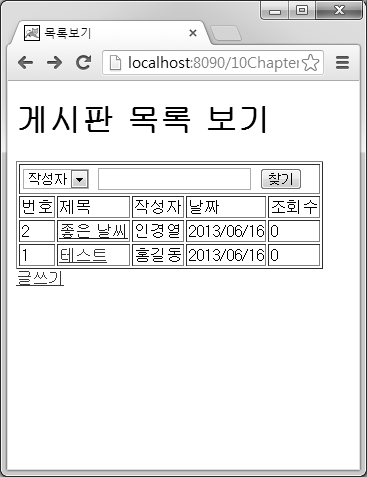 목록보기
localhost:8090/10Chapter
게시판 목록 보기
작성자 찾기
번호 제목 작성자 날짜 조회수
2 좋은 날씨 인경열 2013/06/16 0
1 테스트 홍길동 2013/06/16 0
글쓰기